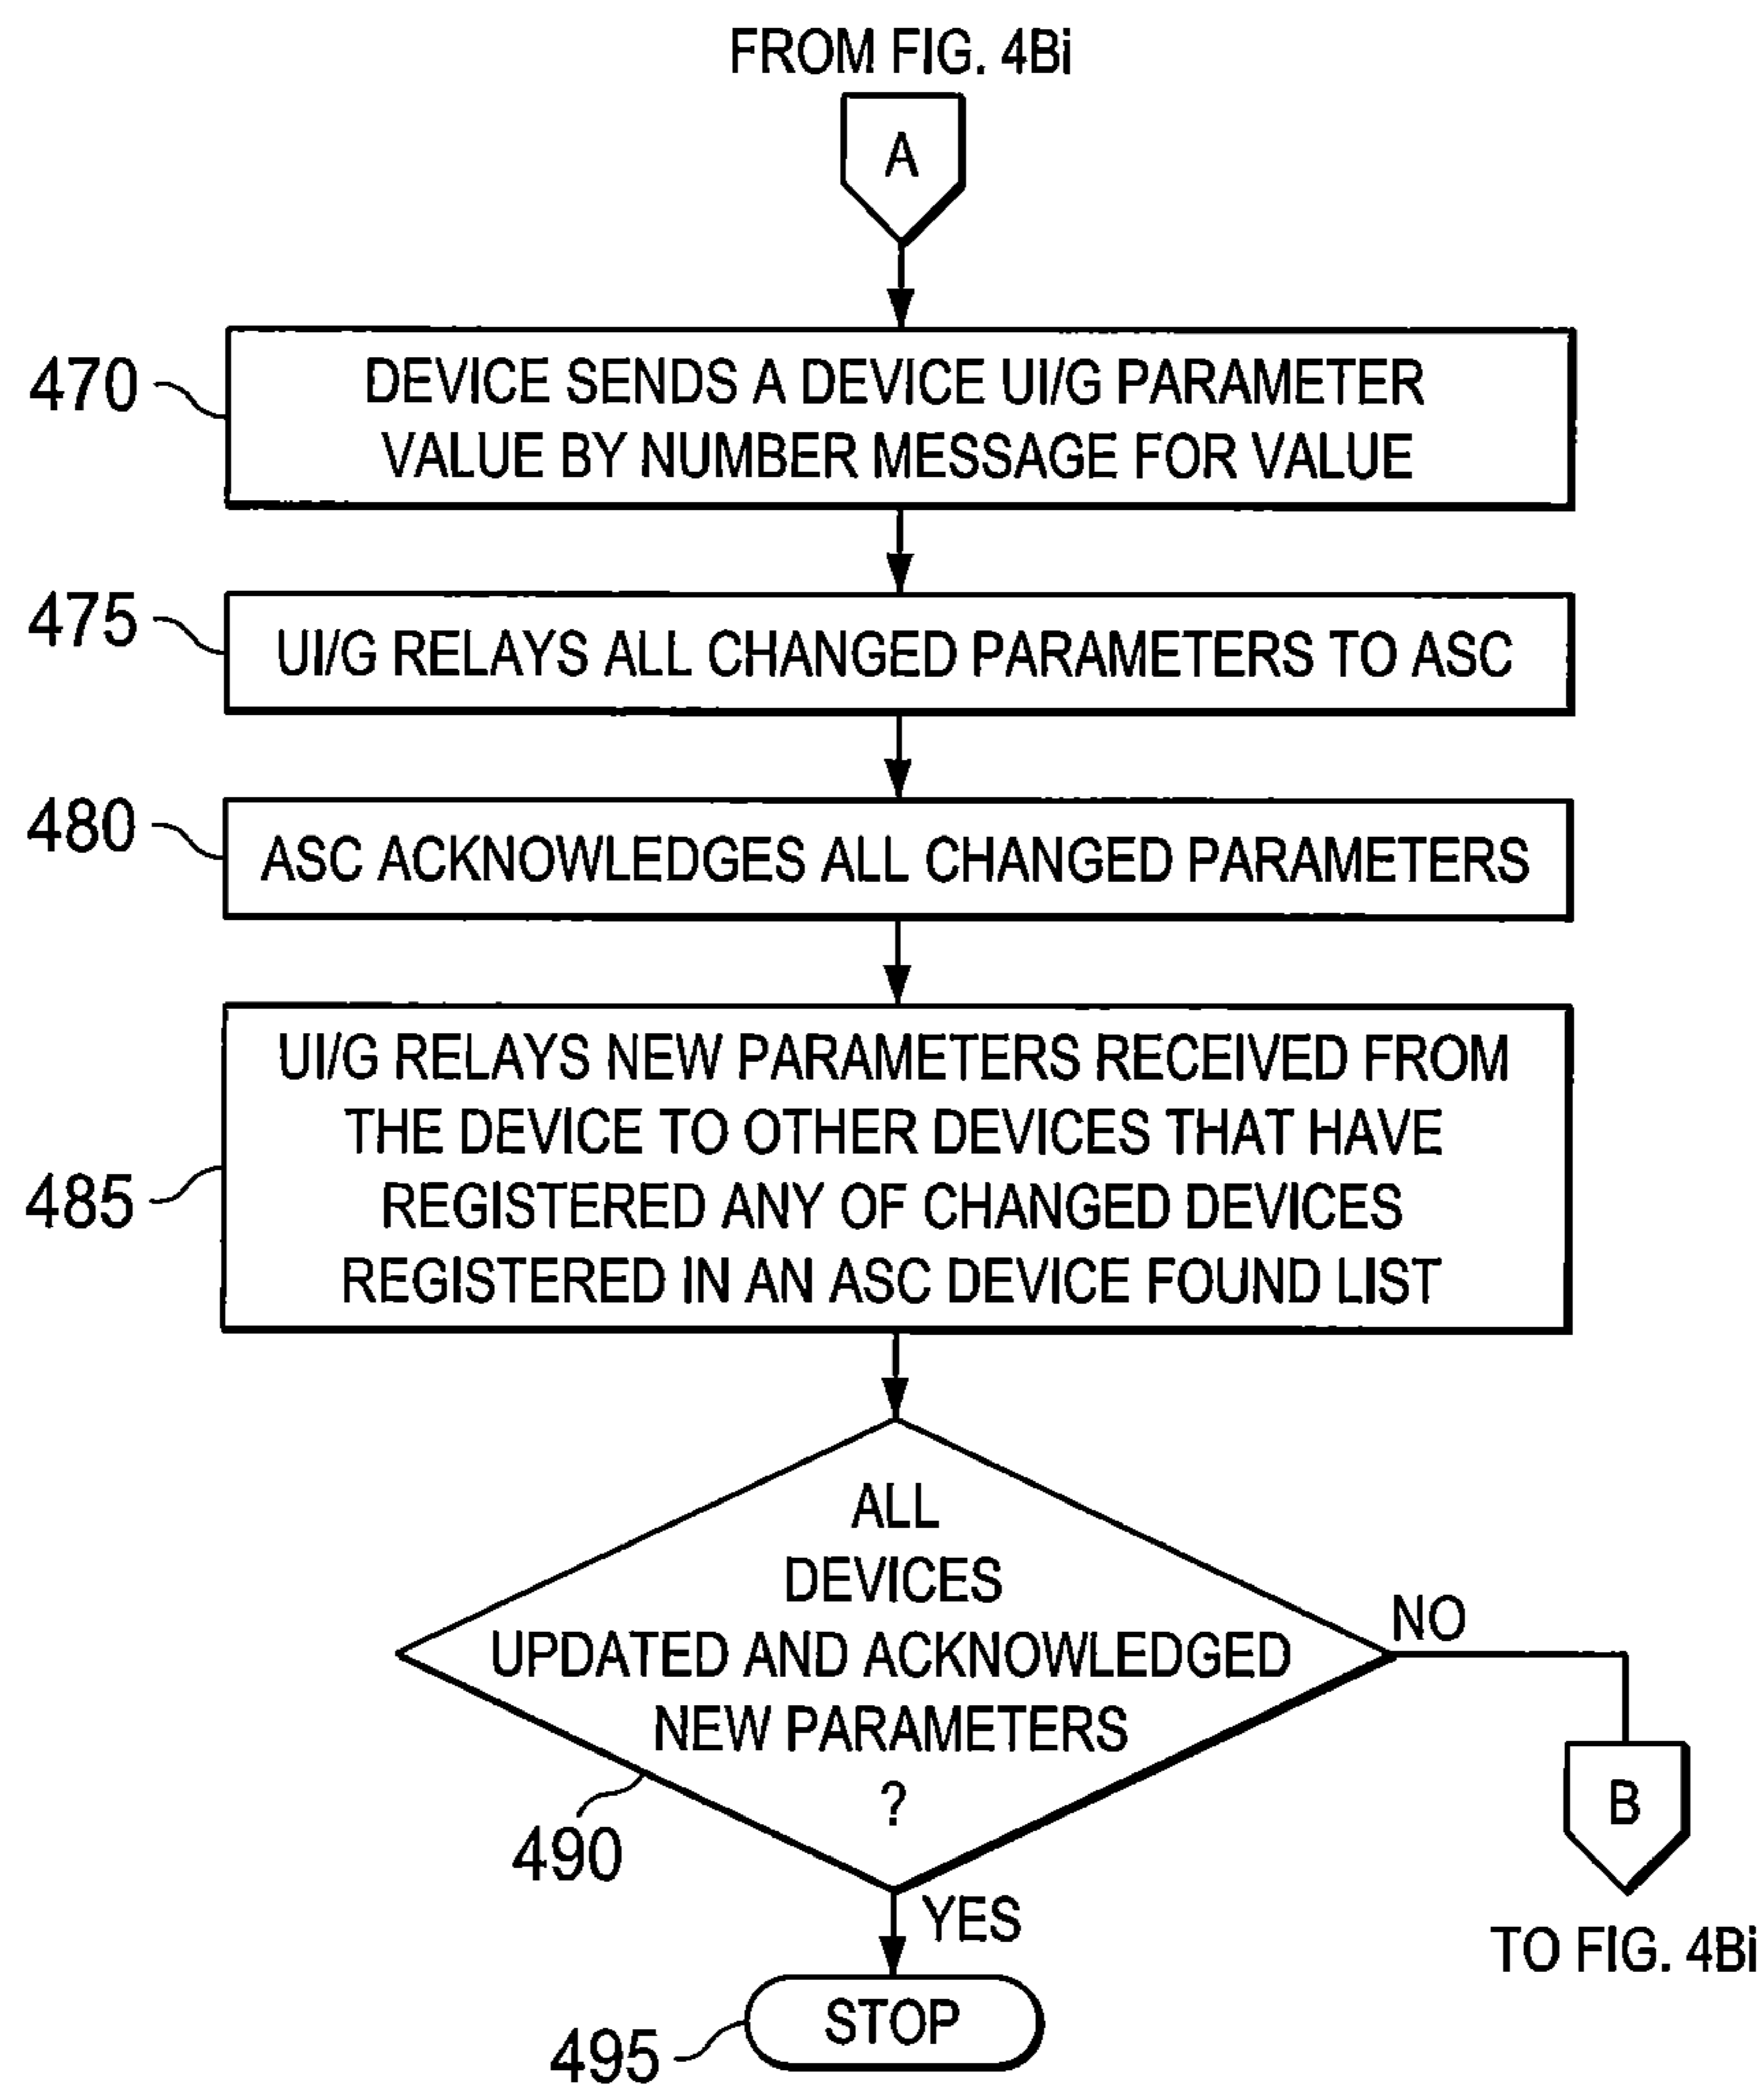 FROM FIG. 4Bi
A
470
DEVICE SENDS A DEVICE UI/G PARAMETER
VALUE BY NUMBER MESSAGE FOR VALUE
475
UI/G RELAYS ALL CHANGED PARAMETERS TO ASC
480
ASC ACKNOWLEDGES ALL CHANGED PARAMETERS
485
UI/G RELAYS NEW PARAMETERS RECEIVED FROM
THE DEVICE TO OTHER DEVICES THAT HAVE
REGISTERED ANY OF CHANGED DEVICES
REGISTERED IN AN ASC DEVICE FOUND LIST
ALL
DEVICES
UPDATED AND ACKNOWLEDGED
NEW PARAMETERS
?
490
NO
B
TO FIG. 4Bi
YES
STOP
495